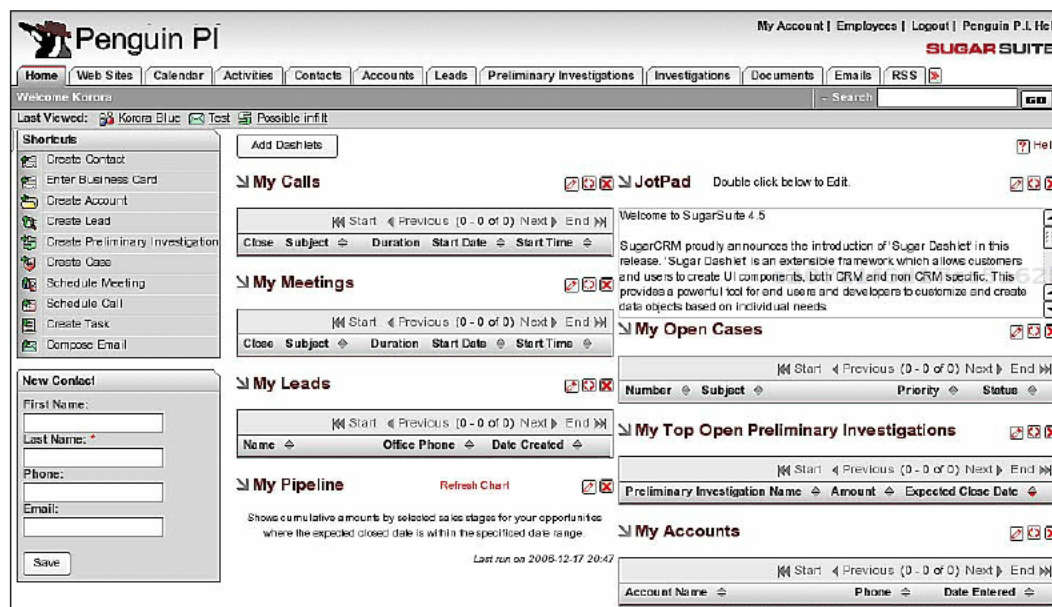 My Account | Employees | Logout | Penguin P.I. Hel
Penguin PI
SUGAR SUITE
Home Web Sites Calendar Activities Contacts Accounts Leads Preliminary Investigations Investigations Documents Emails RSS
Welcome Korora
Search GO
Last Viewed: Korora Blue Test Possible infilt
Shortcuts
Create Contact
Enter Business Card
Create Account
Create Lead
Create Preliminary Investigation
Create Case
Schedule Meeting
Schedule Call
Create Task
Compose Email
New Contact
First Name:
Last Name: *
Phone:
Email:
Save
Add Dashlets
My Calls
Start Previous (0 - 0 of 0) Next End
Close Subject Duration Start Date Start Time
My Meetings
Start Previous (0 - 0 of 0) Next End
Close Subject Duration Start Date Start Time
My Leads
Start Previous (0 - 0 of 0) Next End
Name Office Phone Date Created
My Pipeline Refresh Chart
Shows cumulative amounts by selected sales stages for your opportunities
where the expected closed date is within the specificed date range.
Last run on 2006-12-17 20:47
? Hel
JotPad Double click below to Edit.
Welcome to SugarSuite 4.5
SugarCRM proudly announces the introduction of 'Sugar Dashlet' in this
release. 'Sugar Dashlet' is an extensible framework which allows customers
and users to create UI components, both CRM and non CRM specific. This
provides a powerful tool for end users and developers to customize and create
data objects based on individual needs.
My Open Cases
Start Previous (0 - 0 of 0) Next End
Number Subject Priority Status
My Top Open Preliminary Investigations
Start Previous (0 - 0 of 0) Next End
Preliminary Investigation Name Amount Expected Close Date
My Accounts
Start Previous (0 - 0 of 0) Next End
Account Name Phone Date Entered